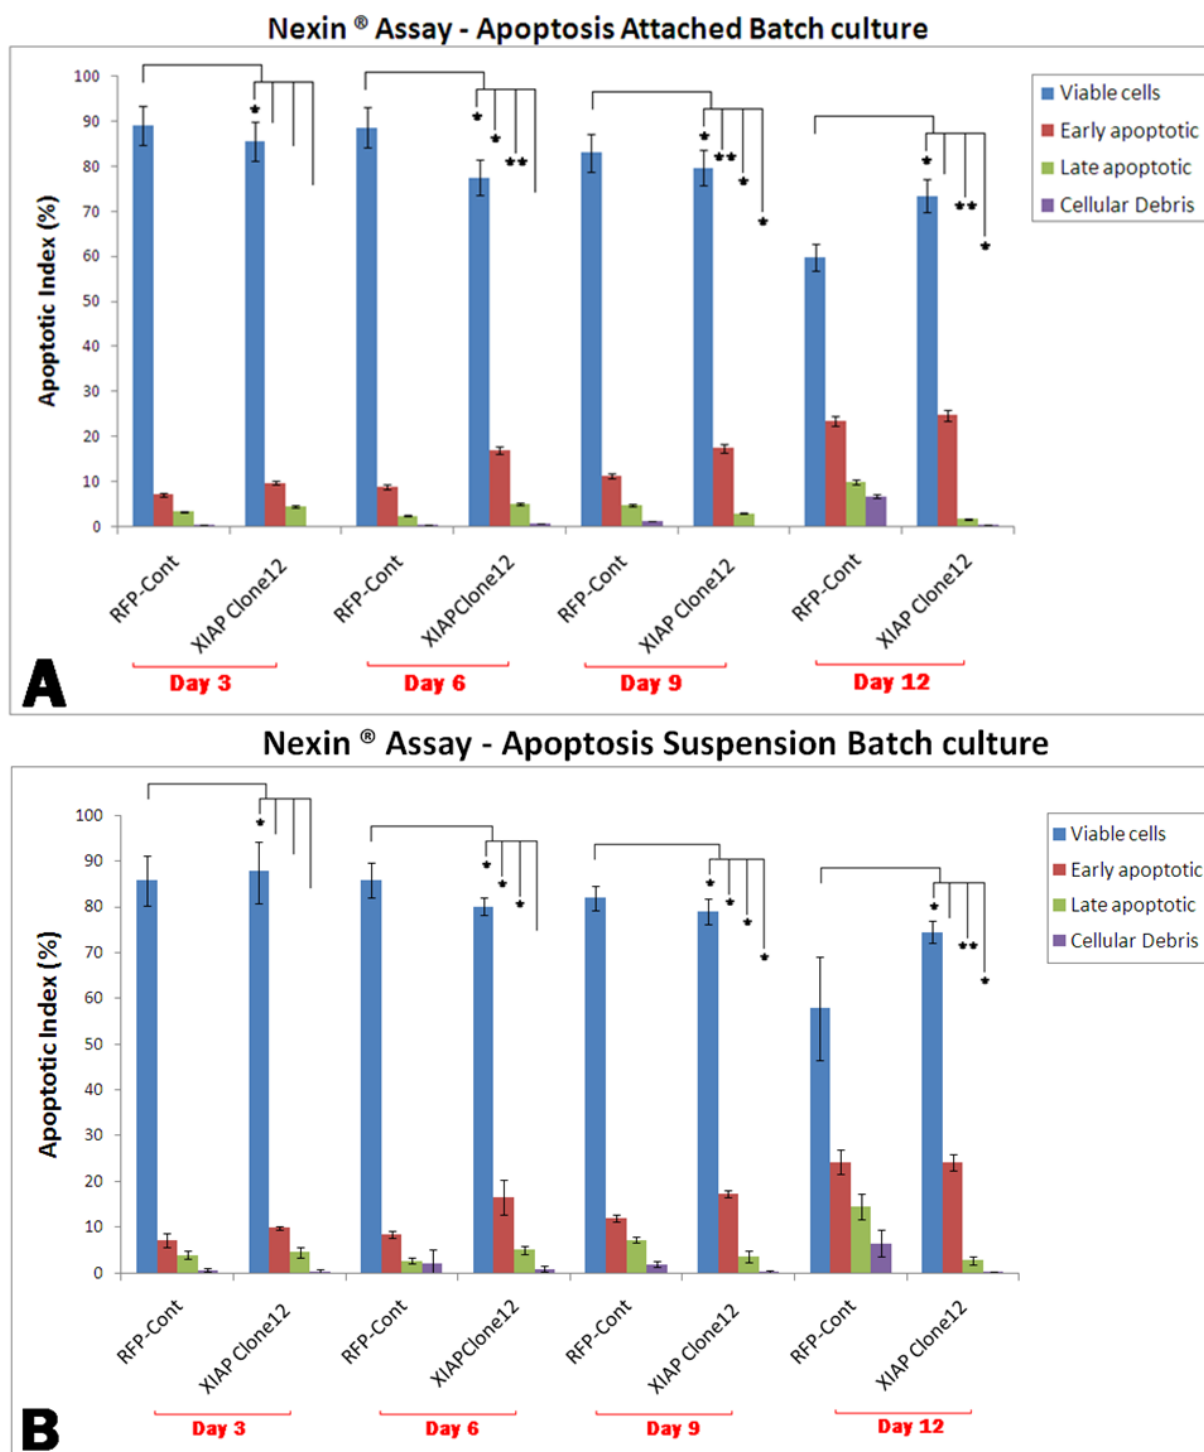 Nexin ® Assay - Apoptosis Attached Batch culture
Apoptotic Index (%)
100
90
80
70
60
50
40
30
20
10
0
Viable cells
Early apoptotic
Late apoptotic
Cellular Debris
★
★
★
★★
★
★★
★
★
★
★★
★
RFP-Cont
XIAP Clone12
RFP-Cont
XIAPClone12
RFP-Cont
XIAP Clone12
RFP-Cont
XIAP Clone12
Day 3
Day 6
Day 9
Day 12
A
Nexin ® Assay - Apoptosis Suspension Batch culture
Apoptotic Index (%)
100
90
80
70
60
50
40
30
20
10
0
Viable cells
Early apoptotic
Late apoptotic
Cellular Debris
★
★
★
★
★
★
★
★
★
★★
★
RFP-Cont
XIAP Clone12
RFP-Cont
XIAPClone12
RFP-Cont
XIAP Clone12
RFP-Cont
XIAP Clone12
Day 3
Day 6
Day 9
Day 12
B